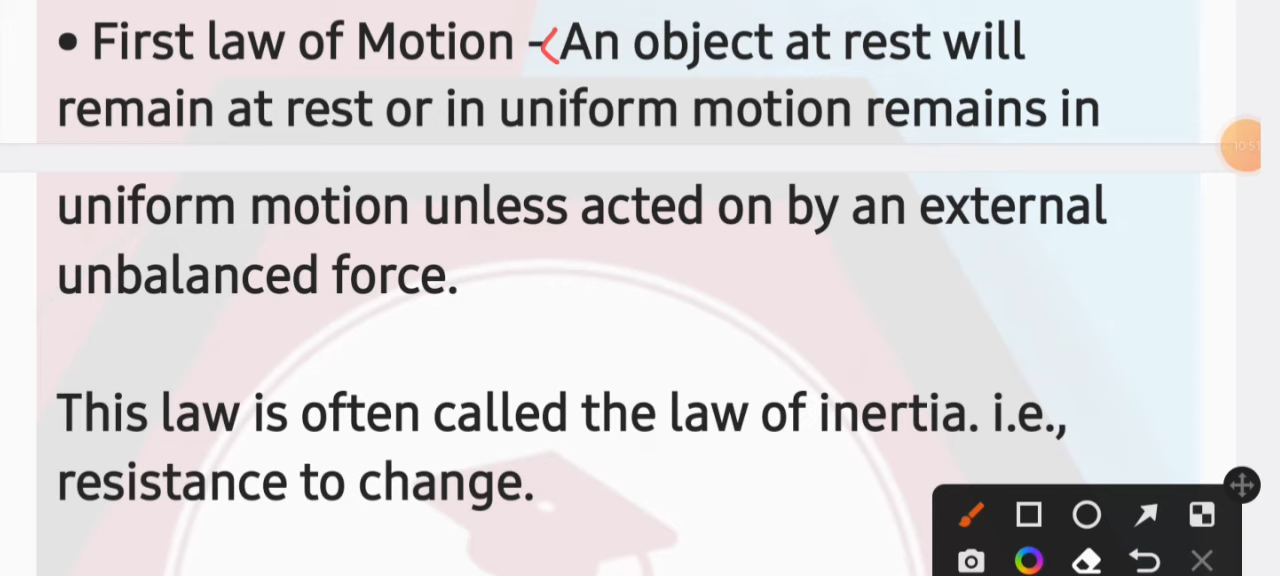 • First law of Motion - An object at rest will
remain at rest or in uniform motion remains in
uniform motion unless acted on by an external
unbalanced force.
This law is often called the law of inertia. i.e.,
resistance to change.
10:51